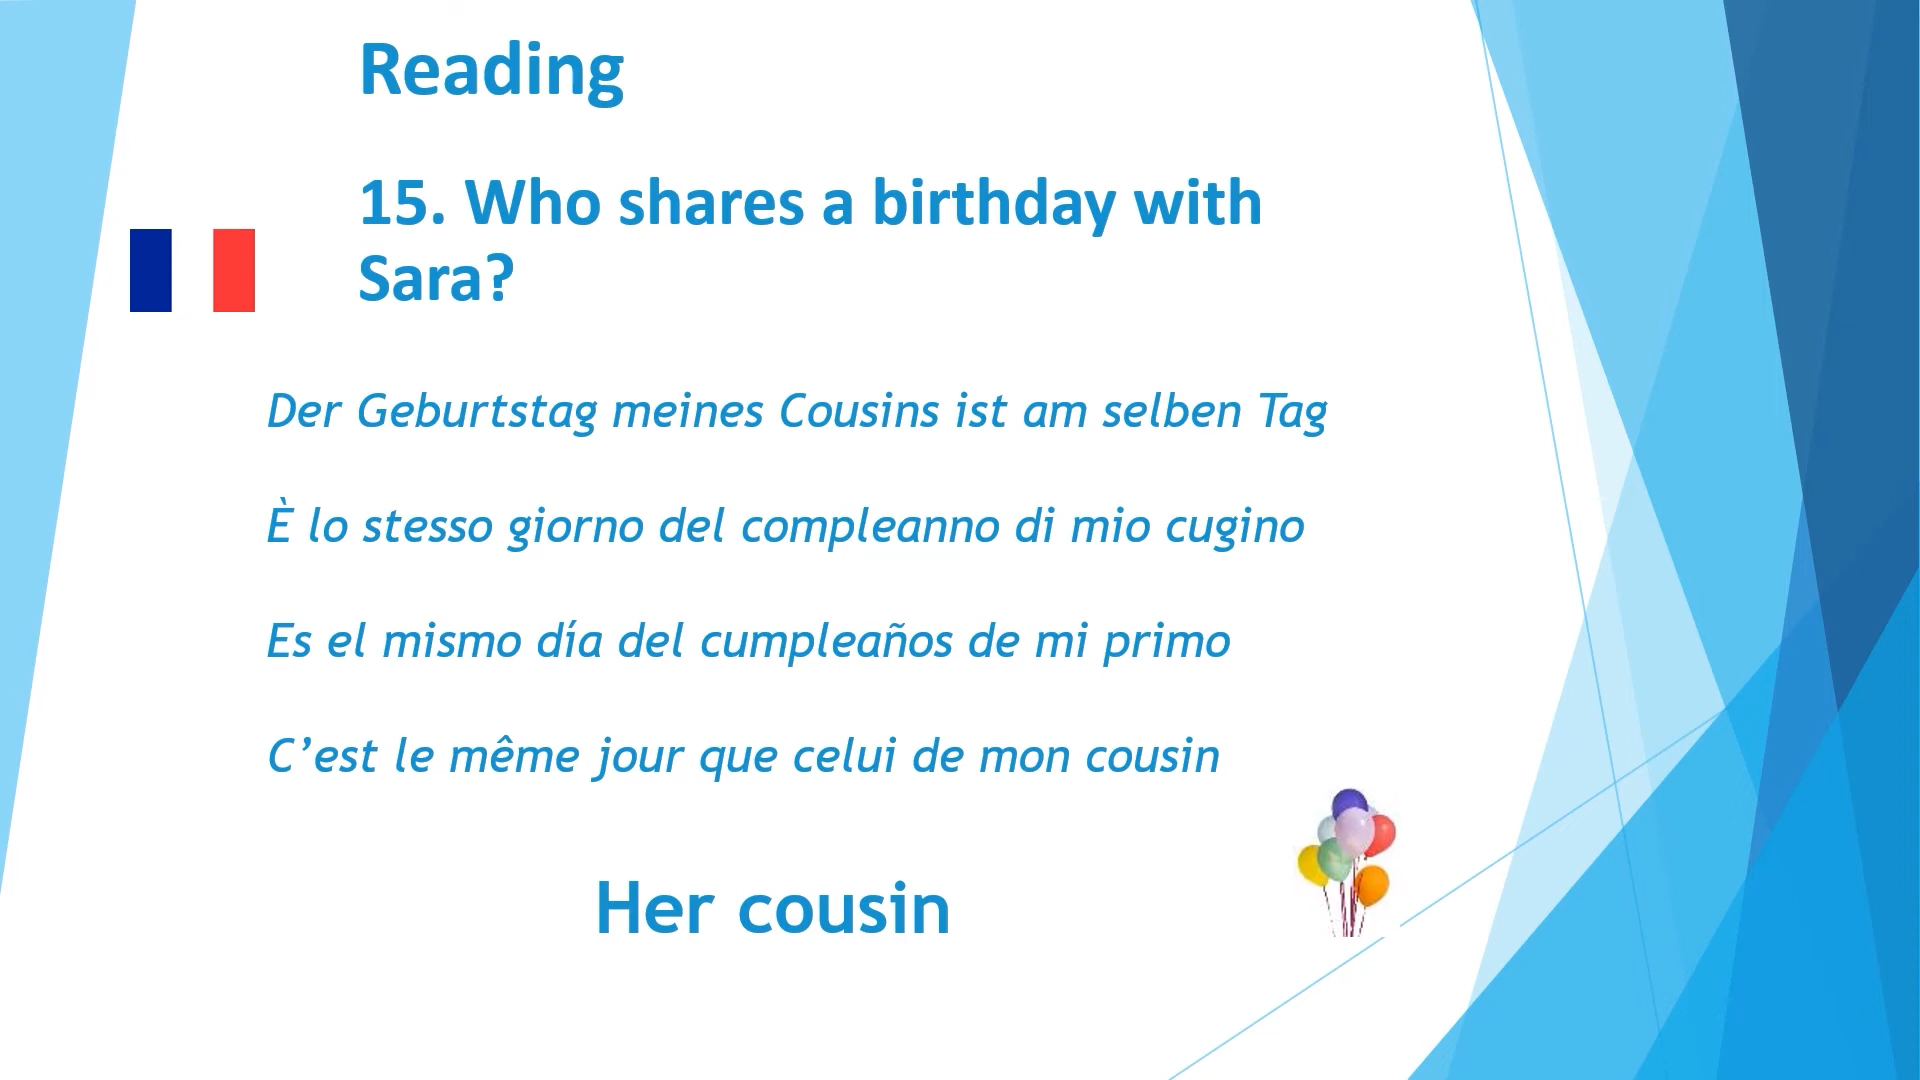 Reading
15. Who shares a birthday with
Sara?
Der Geburtstag meines Cousins ist am selben Tag
È lo stesso giorno del compleanno di mio cugino
Es el mismo día del cumpleaños de mi primo
C’est le même jour que celui de mon cousin
Her cousin